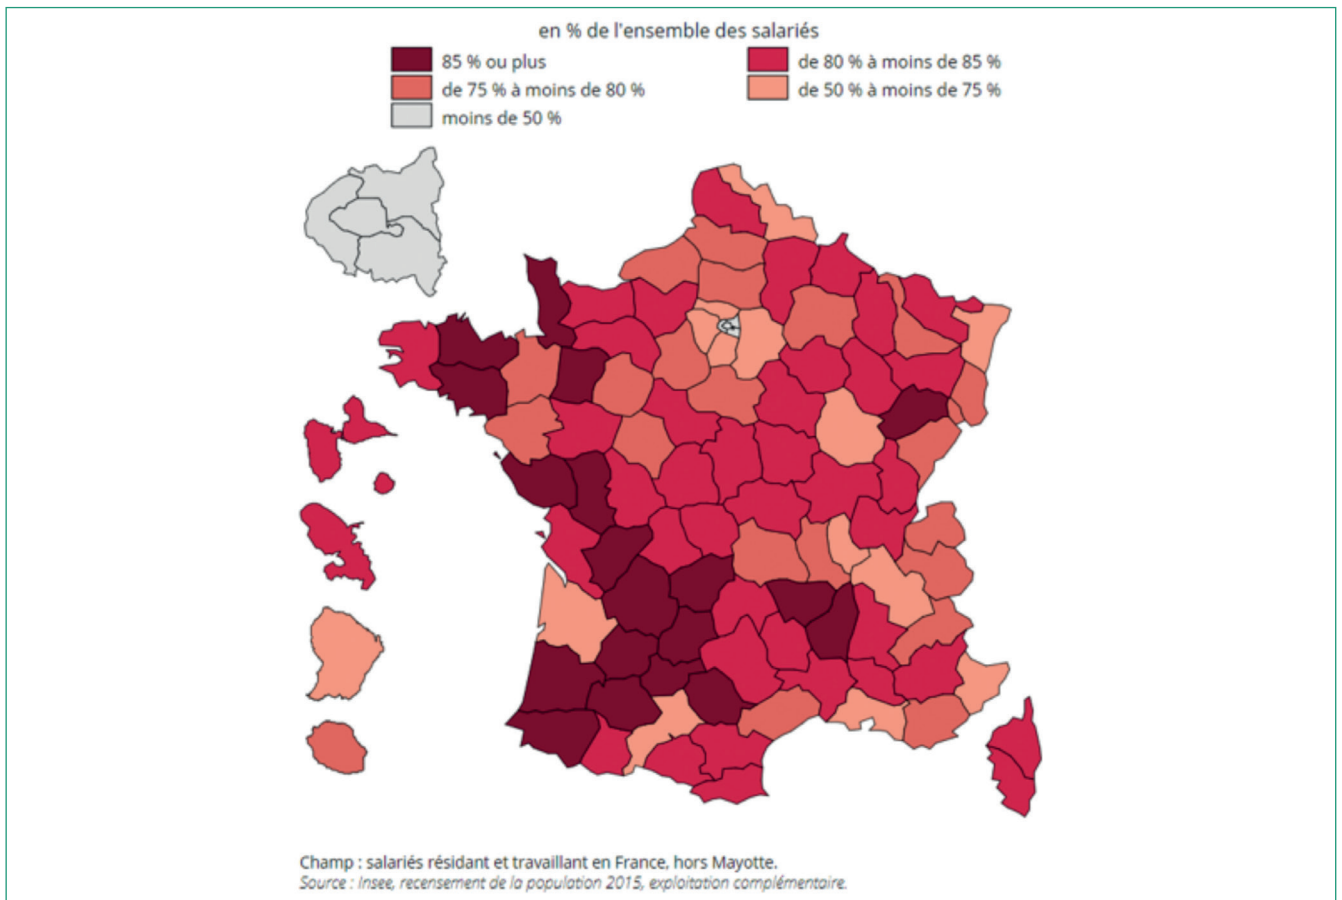 en % de l'ensemble des salariés
85 % ou plus
de 80 % à moins de 85 %
de 75 % à moins de 80 %
de 50 % à moins de 75 %
moins de 50 %
Champ : salariés résidant et travaillant en France, hors Mayotte.
Source : Insee, recensement de la population 2015, exploitation complémentaire.